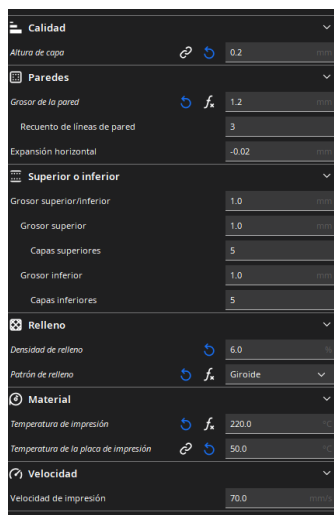 Calidad
Altura de capa 0.2 mm
Paredes
Grosor de la pared 1.2 mm
Recuento de líneas de pared 3
Expansión horizontal -0.02 mm
Superior o inferior
Grosor superior/inferior 1.0 mm
Grosor superior 1.0 mm
Capas superiores 5
Grosor inferior 1.0 mm
Capas inferiores 5
Relleno
Densidad de relleno 6.0 %
Patrón de relleno Giroide
Material
Temperatura de impresión 220.0 °C
Temperatura de la placa de impresión 50.0 °C
Velocidad
Velocidad de impresión 70.0 mm/s